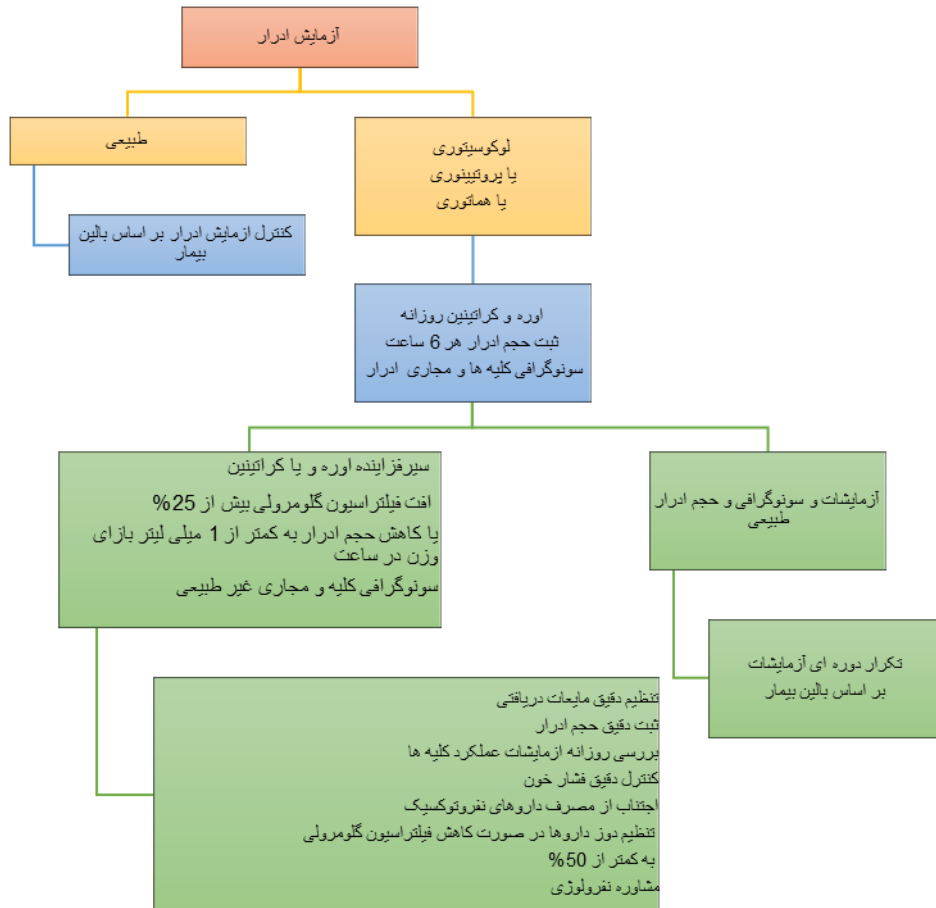 آزمایش ادرار
طبیعی
لوکوسیتوری
یا پروتیینوری
یا هماتوری
کنترل ازمایش ادرار بر اساس بالین
بیمار
اوره و کراتینین روزانه
ثبت حجم ادرار هر 6 ساعت
سونوگرافی کلیه ها و مجاری ادرار
سیرفزاینده اوره و یا کراتینین
افت فیلتراسیون گلومرولی بیش از 25%
یا کاهش حجم ادرار به کمتر از 1 میلی لیتر بازای
وزن در ساعت
سونوگرافی کلیه و مجاری غیر طبیعی
آزمایشات و سونوگرافی و حجم ادرار
طبیعی
تکرار دوره ای آزمایشات
بر اساس بالین بیمار
تنظیم دقیق مایعات دریافتی
ثبت دقیق حجم ادرار
بررسی روزانه ازمایشات عملکرد کلیه ها
کنترل دقیق فشار خون
اجتناب از مصرف داروهای نفروتوکسیک
تنظیم دوز داروها در صورت کاهش فیلتراسیون گلومرولی
به کمتر از 50%
مشاوره نفرولوژی